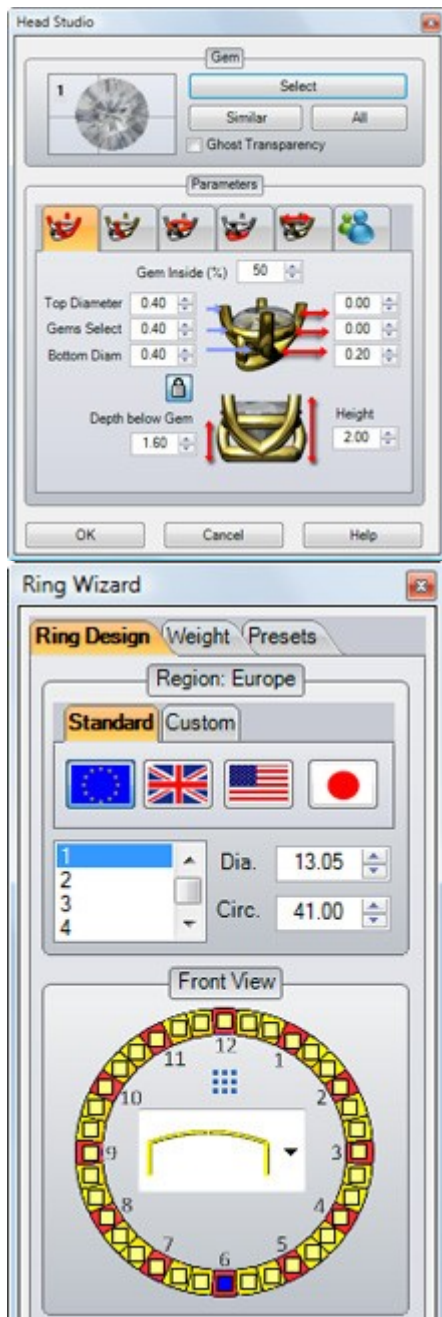 Head Studio
Gem
1
Select
Similar All
Ghost Transparency
Parameters
Gem Inside (%) 50
Top Diameter 0.40 0.00
Gems Select 0.40 0.00
Bottom Diam 0.40 0.20
Depth below Gem Height
1.60 2.00
OK Cancel Help
Ring Wizard
Ring Design Weight Presets
Region: Europe
Standard Custom
1
2
3
4
Dia. 13.05
Circ. 41.00
Front View
12
11 1
10 2
9 3
8 4
7 5
6